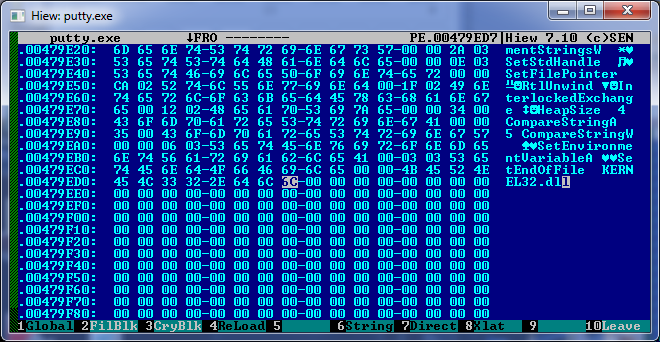 Hiew: putty.exe
putty.exe ↓FRO -------- PE.00479ED7 Hiew 7.10 (c)SEN
.00479E20: 6D 65 6E 74-53 74 72 69-6E 67 73 57-00 00 2A 03 mentStringsW *♥
.00479E30: 53 65 74 53-74 64 48 61-6E 64 6C 65-00 00 0E 03 SetStdHandle ♫♥
.00479E40: 53 65 74 46-69 6C 65 50-6F 69 6E 74-65 72 00 00 SetFilePointer
.00479E50: CA 02 52 74-6C 55 6E 77-69 6E 64 00-1F 02 49 6E ╩☻RtlUnwind ▼☻In
.00479E60: 74 65 72 6C-6F 63 6B 65-64 45 78 63-68 61 6E 67 terlockedExchang
.00479E70: 65 00 12 02-48 65 61 70-53 69 7A 65-00 00 34 00 e ↕☻HeapSize 4
.00479E80: 43 6F 6D 70-61 72 65 53-74 72 69 6E-67 41 00 00 CompareStringA
.00479E90: 35 00 43 6F-6D 70 61 72-65 53 74 72-69 6E 67 57 5 CompareStringW
.00479EA0: 00 00 06 03-53 65 74 45-6E 76 69 72-6F 6E 6D 65 ♠♥SetEnvironme
.00479EB0: 6E 74 56 61-72 69 61 62-6C 65 41 00-03 03 53 65 ntVariableA ♥♥Se
.00479EC0: 74 45 6E 64-4F 66 46 69-6C 65 00 00-4B 45 52 4E tEndOfFile KERN
.00479ED0: 45 4C 33 32-2E 64 6C 6C-00 00 00 00-00 00 00 00 EL32.dll
.00479EE0: 00 00 00 00-00 00 00 00-00 00 00 00-00 00 00 00
.00479EF0: 00 00 00 00-00 00 00 00-00 00 00 00-00 00 00 00
.00479F00: 00 00 00 00-00 00 00 00-00 00 00 00-00 00 00 00
.00479F10: 00 00 00 00-00 00 00 00-00 00 00 00-00 00 00 00
.00479F20: 00 00 00 00-00 00 00 00-00 00 00 00-00 00 00 00
.00479F30: 00 00 00 00-00 00 00 00-00 00 00 00-00 00 00 00
.00479F40: 00 00 00 00-00 00 00 00-00 00 00 00-00 00 00 00
.00479F50: 00 00 00 00-00 00 00 00-00 00 00 00-00 00 00 00
.00479F60: 00 00 00 00-00 00 00 00-00 00 00 00-00 00 00 00
.00479F70: 00 00 00 00-00 00 00 00-00 00 00 00-00 00 00 00
.00479F80: 00 00 00 00-00 00 00 00-00 00 00 00-00 00 00 00
1Global 2FilBlk 3CryBlk 4ReLoad 5 6String 7Direct 8Xlat 9 10Leave